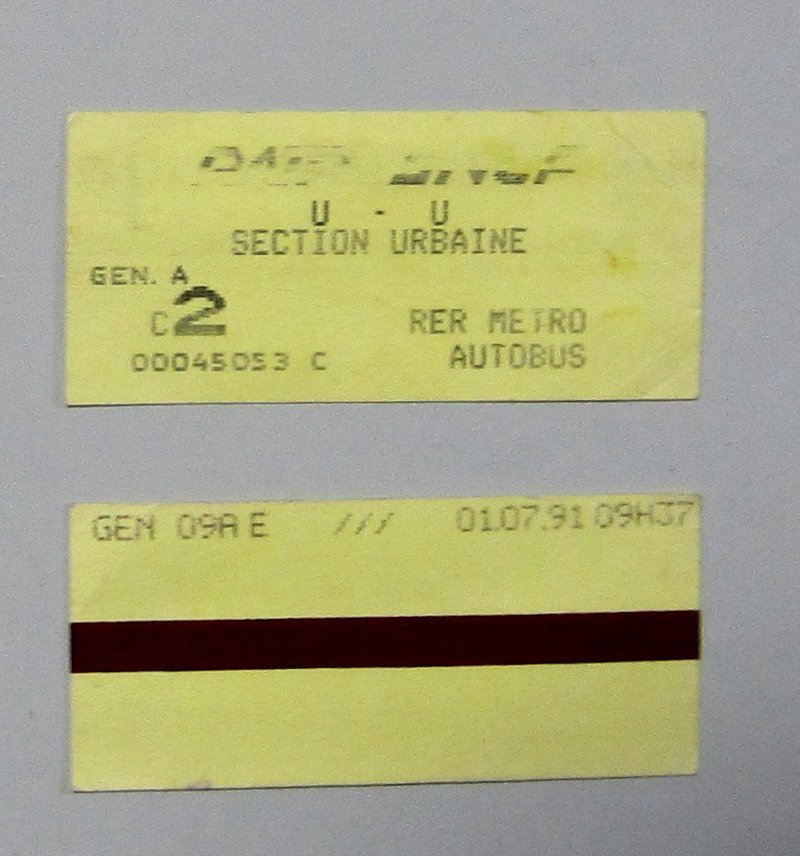 U - U
SECTION URBAINE
GEN. A
C2
RER METRO
00045053 C
AUTOBUS
GEN 09A E /// 01.07.91 09H37